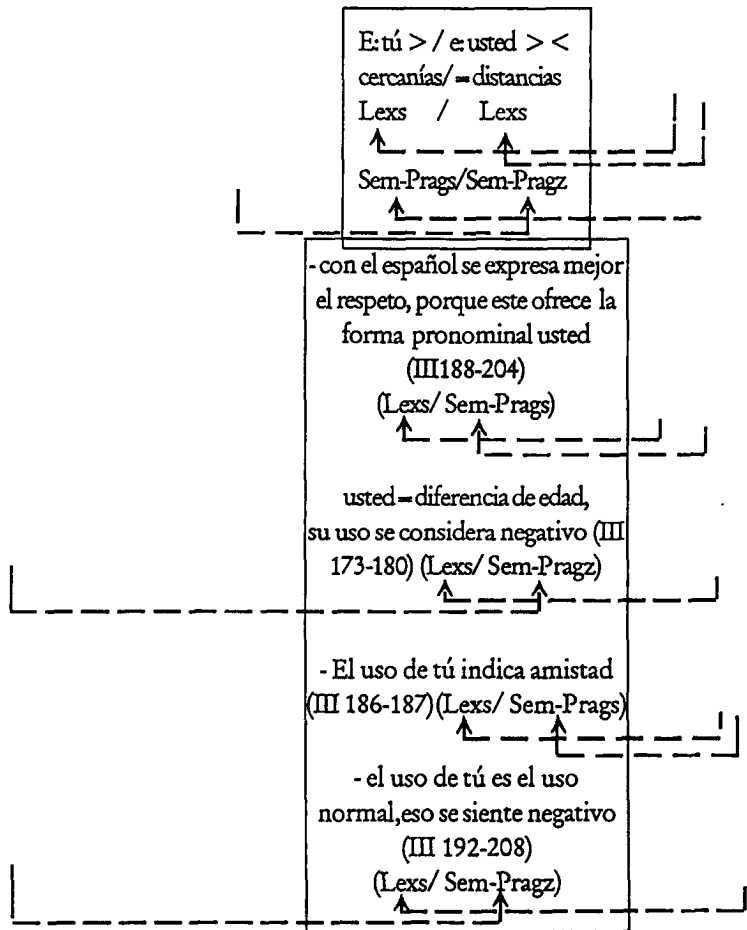 E: tú > / e: usted > <
cercanías/=distancias
Lexs / Lexs
Sem-Prags/Sem-Pragz
- con el español se expresa mejor
el respeto, porque este ofrece la
forma pronominal usted
(III 188-204)
(Lexs/ Sem-Prags)
usted = diferencia de edad,
su uso se considera negativo (III
173-180) (Lexs/ Sem-Pragz)
- El uso de tú indica amistad
(III 186-187) (Lexs/ Sem-Prags)
- el uso de tú es el uso
normal, eso se siente negativo
(III 192-208)
(Lexs/ Sem-Pragz)